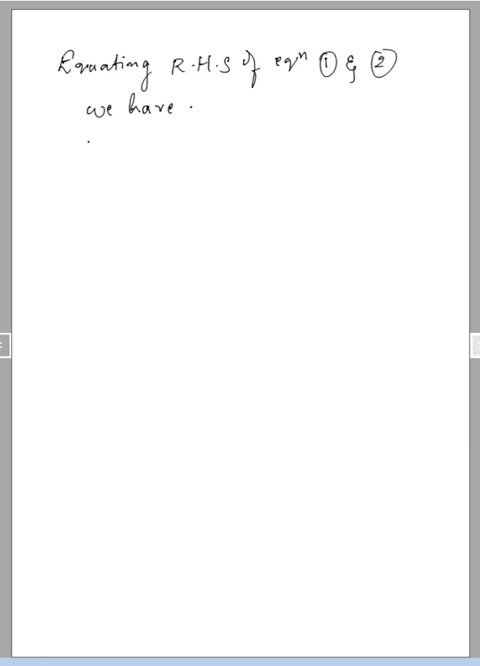 Equating R.H.S of eqⁿ ① & ②
we have .